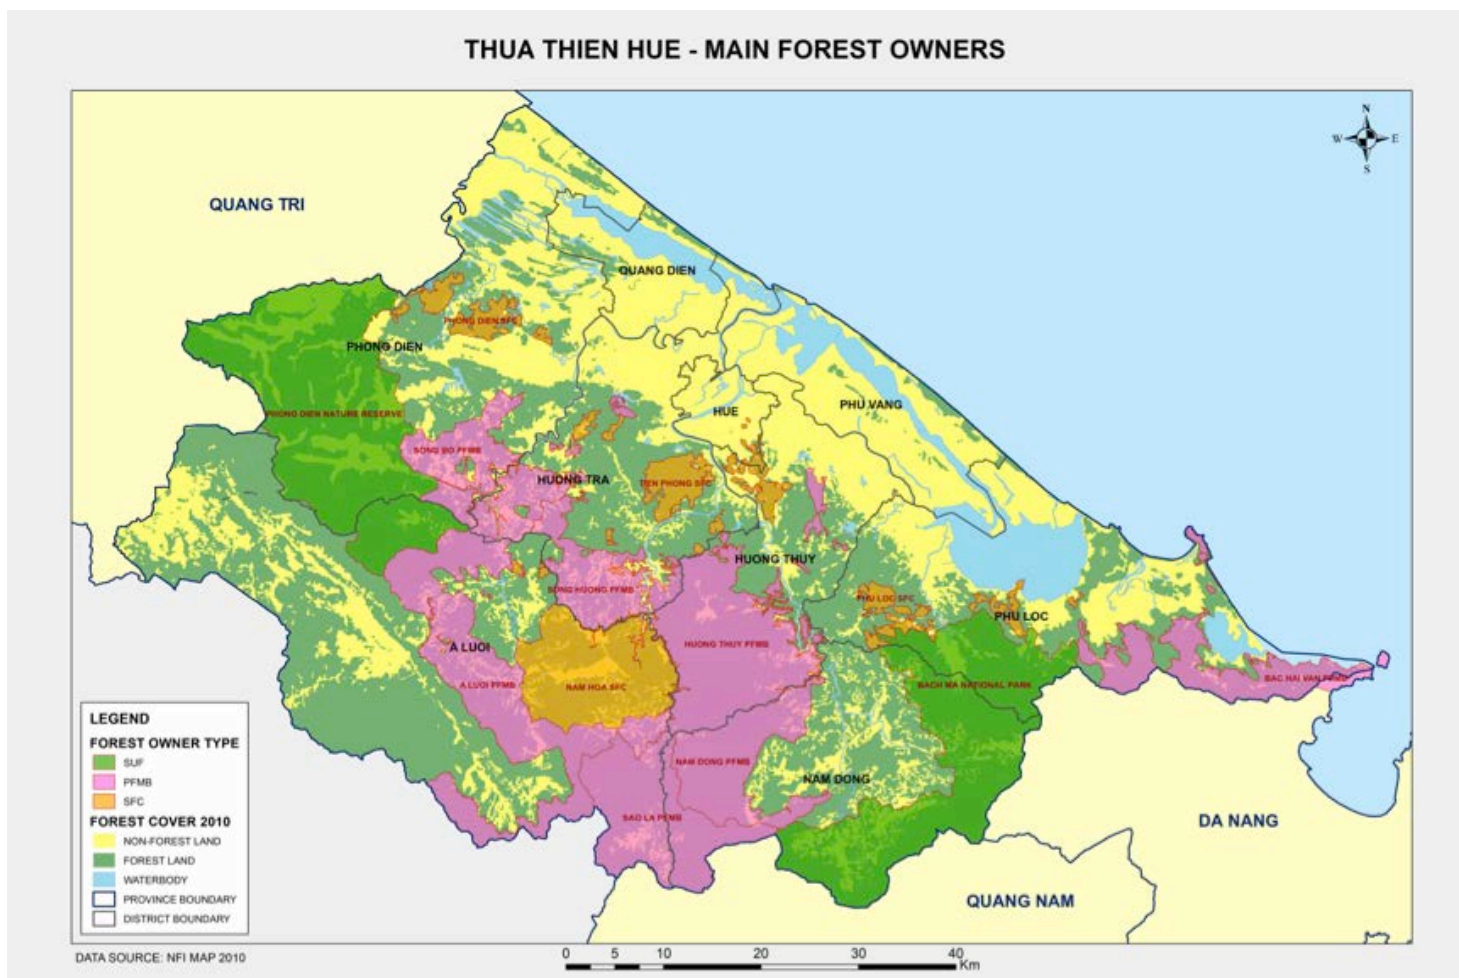 THUA THIEN HUE - MAIN FOREST OWNERS
N
W E
S
QUANG TRI
QUANG DIEN
PHONG DIEN SFC
PHONG DIEN
HUE
PHU VANG
PHONG DIEN NATURE RESERVE
SONG BO PFMB
HUONG TRA
TIEN PHONG SFC
HUONG THUY
SONG HUONG PFMB
PHU LOC SFC
PHU LOC
A LUOI
HUONG THUY PFMB
A LUOI PFMB
NAM HOA SFC
BACH MA NATIONAL PARK
BAC HAI VAN PFMB
NAM DONG PFMB
NAM DONG
SAO LA PFMB
DA NANG
QUANG NAM
LEGEND
FOREST OWNER TYPE
SUF
PFMB
SFC
FOREST COVER 2010
NON-FOREST LAND
FOREST LAND
WATERBODY
PROVINCE BOUNDARY
DISTRICT BOUNDARY
DATA SOURCE: NFI MAP 2010
0 5 10 20 30 40
Km